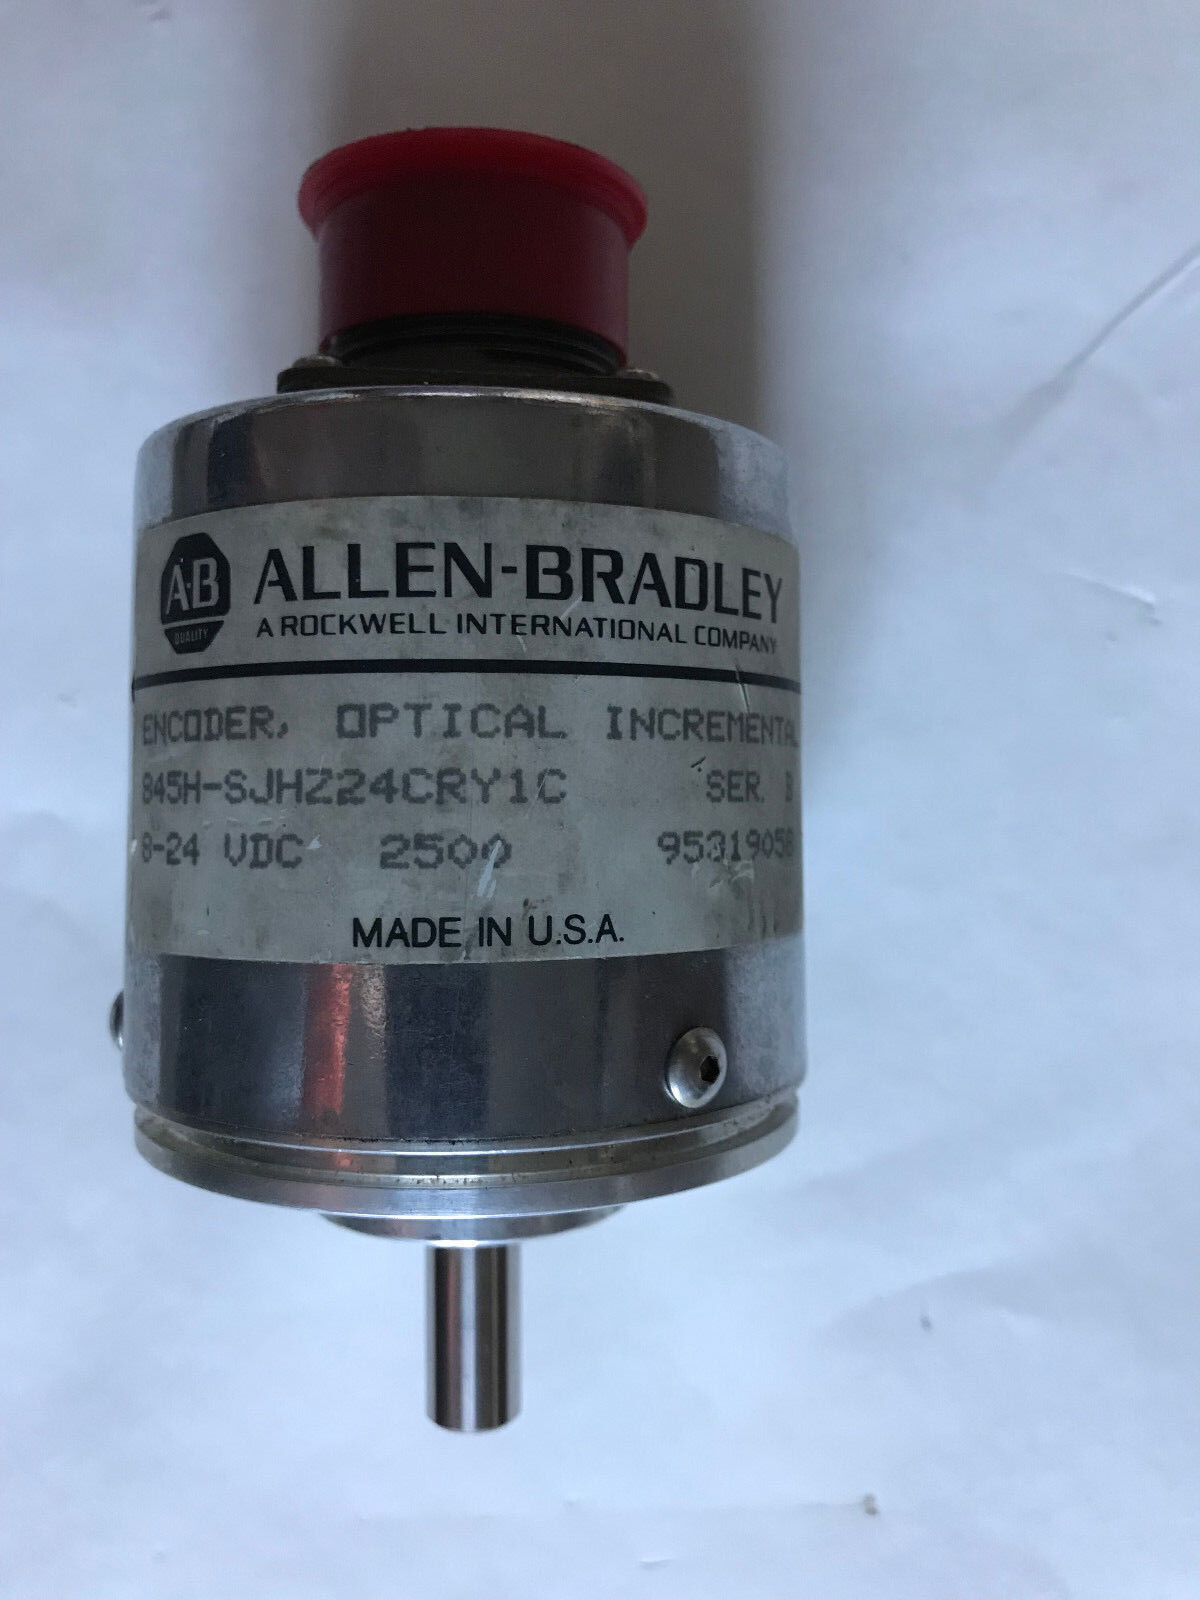 A·B
QUALITY
ALLEN-BRADLEY
A ROCKWELL INTERNATIONAL COMPANY
ENCODER, OPTICAL INCREMENTAL
845H-SJHZ24CRY1C SER. B
8-24 VDC 2500
MADE IN U.S.A.